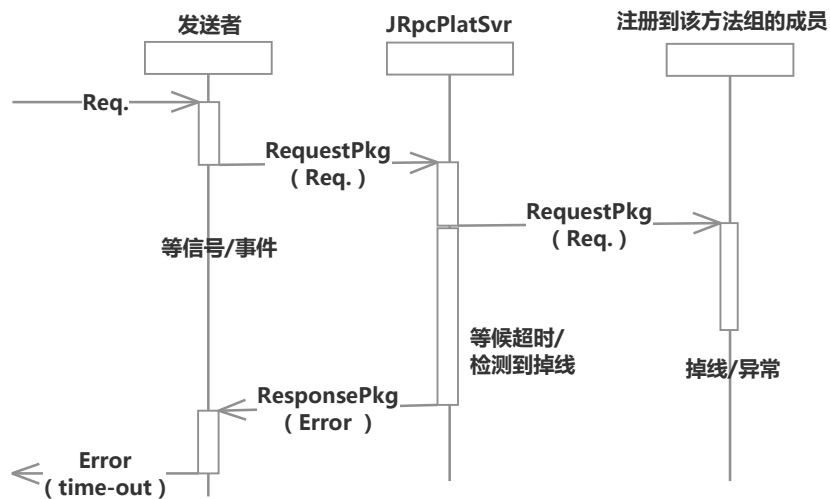 发送者
JRpcPlatSvr
注册到该方法组的成员
Req.
RequestPkg
( Req. )
RequestPkg
( Req. )
等信号/事件
等候超时/
检测到掉线
掉线/异常
ResponsePkg
( Error )
Error
( time-out )